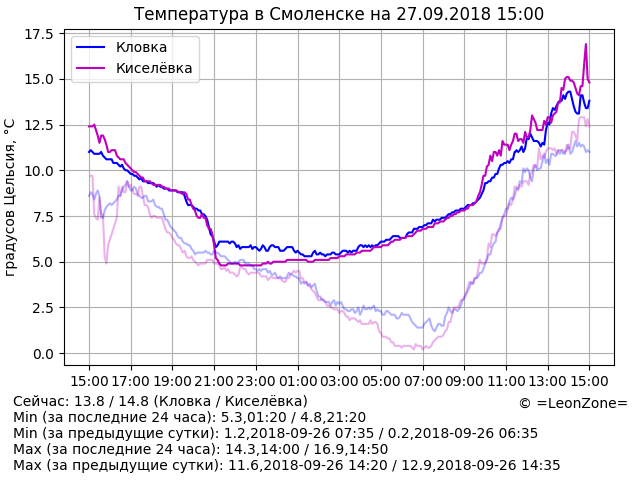 Температура в Смоленске на 27.09.2018 15:00
17.5
15.0
12.5
10.0
7.5
5.0
2.5
0.0
градусов Цельсия, °C
Кловка
Киселёвка
15:00 17:00 19:00 21:00 23:00 01:00 03:00 05:00 07:00 09:00 11:00 13:00 15:00
Сейчас: 13.8 / 14.8 (Кловка / Киселёвка)
© =LeonZone=
Min (за последние 24 часа): 5.3,01:20 / 4.8,21:20
Min (за предыдущие сутки): 1.2,2018-09-26 07:35 / 0.2,2018-09-26 06:35
Max (за последние 24 часа): 14.3,14:00 / 16.9,14:50
Max (за предыдущие сутки): 11.6,2018-09-26 14:20 / 12.9,2018-09-26 14:35